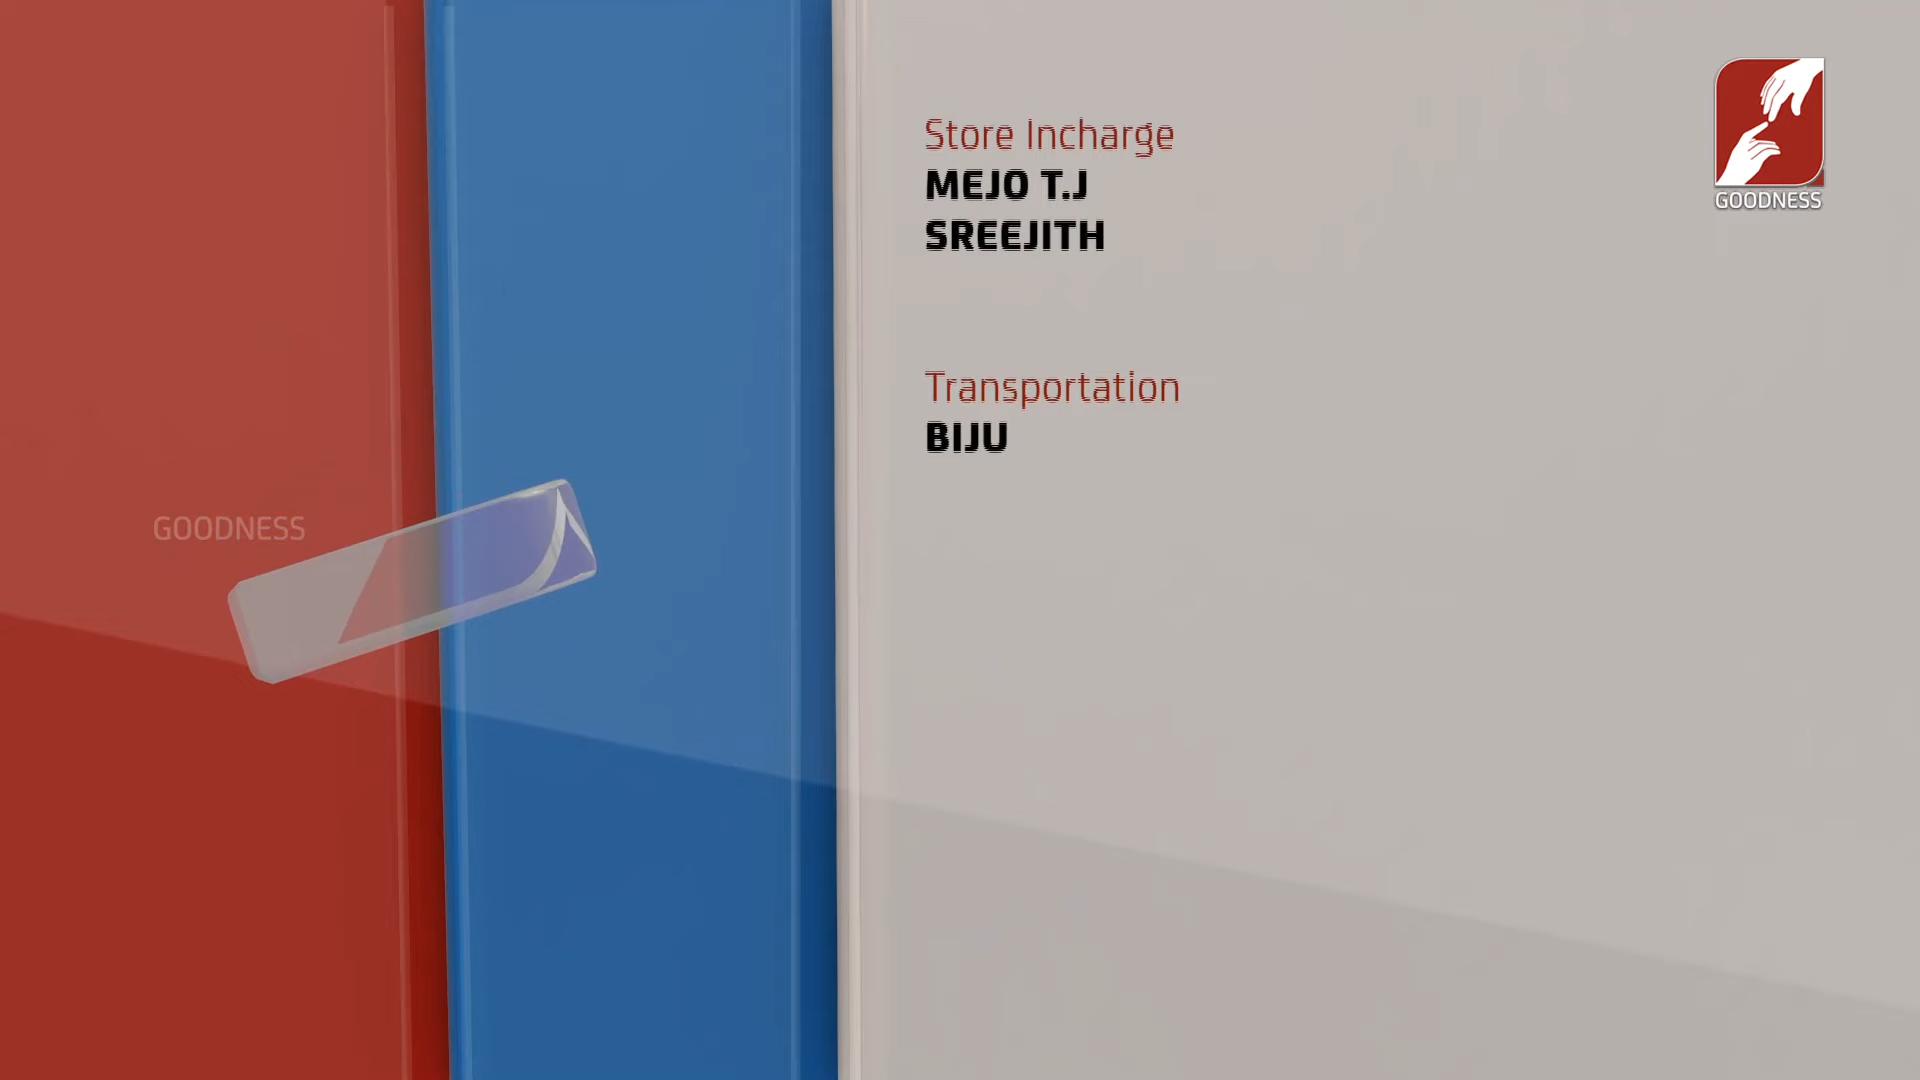 Store Incharge
MEJO T.J
SREEJITH
Transportation
BIJU
GOODNESS
GOODNESS